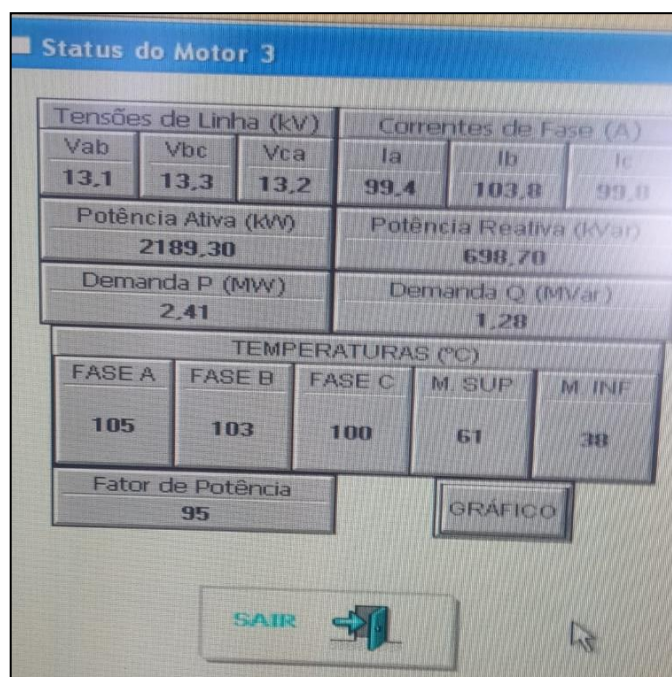 Status do Motor 3
Tensões de Linha (kV) Correntes de Fase (A)
Vab Vbc Vca Ia Ib Ic
13,1 13,3 13,2 99,4 103,8
Potência Ativa (kW) Potência Reativa (kVar)
2189,30 698,70
Demanda P (MW) Demanda Q (MVar)
2,41 1,28
TEMPERATURAS (ºC)
FASE A FASE B FASE C M. SUP M. INF
105 103 100 61 38
Fator de Potência
95
GRÁFICO
SAIR